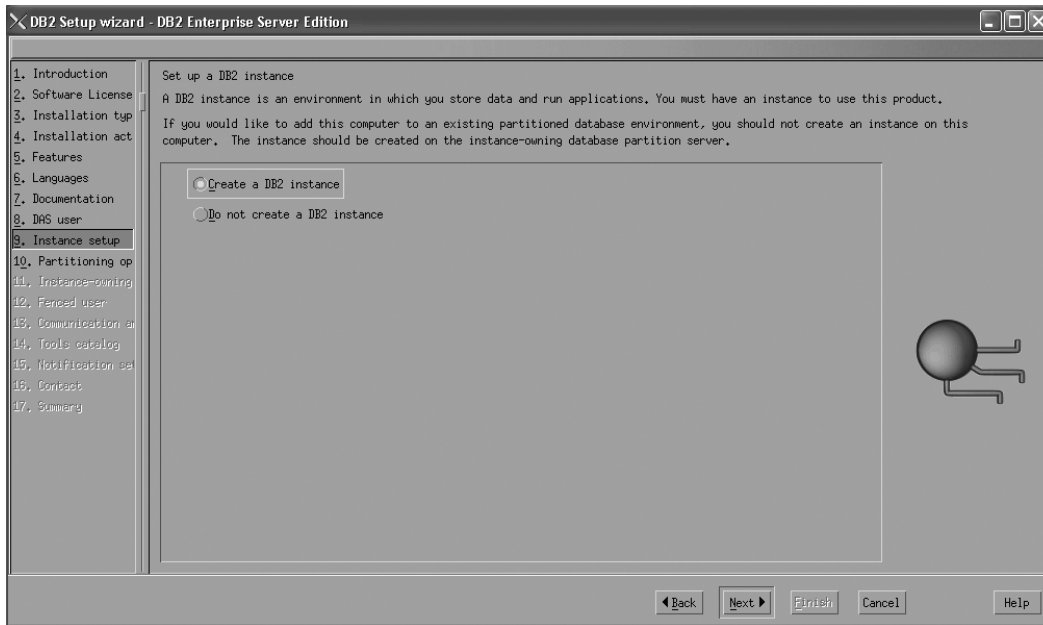 DB2 Setup wizard - DB2 Enterprise Server Edition
1. Introduction
2. Software License
3. Installation typ
4. Installation act
5. Features
6. Languages
7. Documentation
8. DAS user
9. Instance setup
10. Partitioning op
11. Instance-owning
12. Fenced user
13. Communication an
14. Tools catalog
15. Notification set
16. Contact
17. Summary
Set up a DB2 instance
A DB2 instance is an environment in which you store data and run applications. You must have an instance to use this product.
If you would like to add this computer to an existing partitioned database environment, you should not create an instance on this
computer.  The instance should be created on the instance-owning database partition server.
Create a DB2 instance
Do not create a DB2 instance
Back
Next
Finish
Cancel
Help